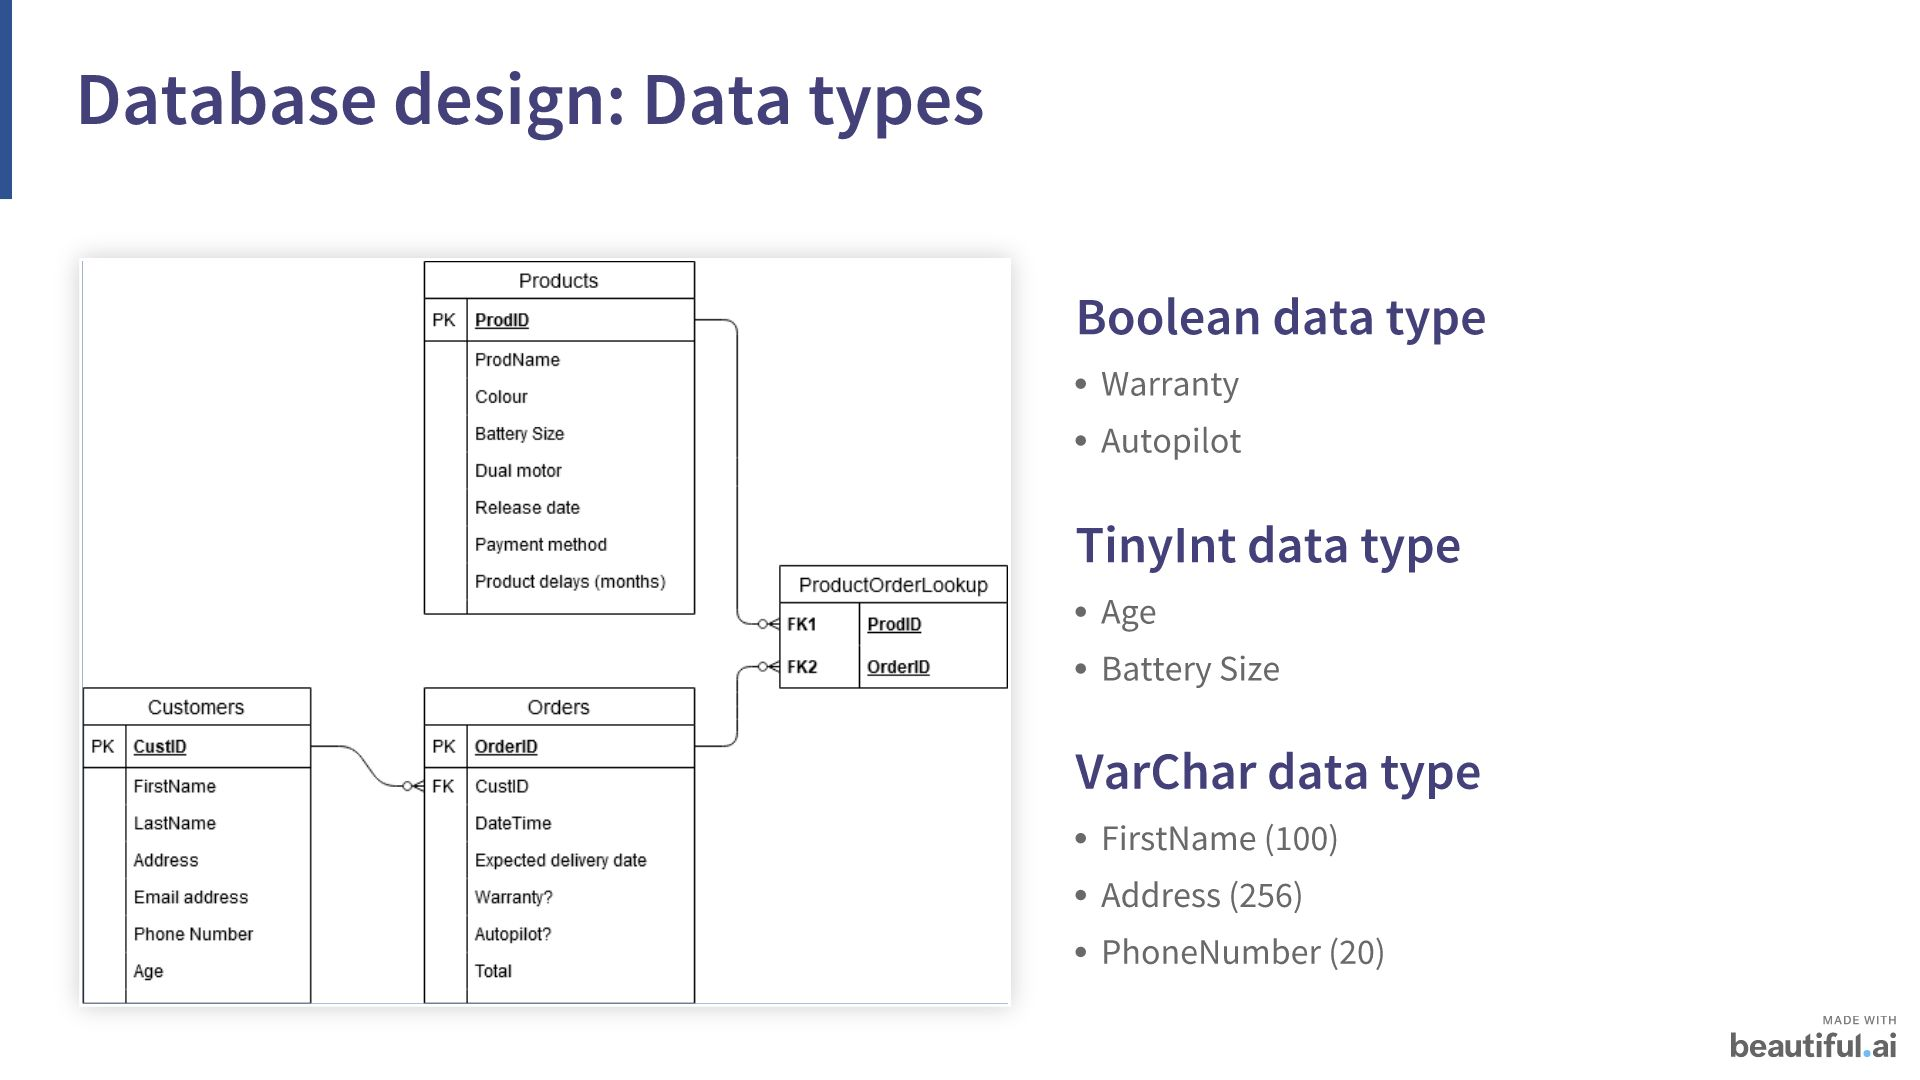 Database design: Data types
Products
PK ProdID
ProdName
Colour
Battery Size
Dual motor
Release date
Payment method
Product delays (months)
ProductOrderLookup
FK1 ProdID
FK2 OrderID
Customers
PK CustID
FirstName
LastName
Address
Email address
Phone Number
Age
Orders
PK OrderID
FK CustID
DateTime
Expected delivery date
Warranty?
Autopilot?
Total
Boolean data type
• Warranty
• Autopilot
TinyInt data type
• Age
• Battery Size
VarChar data type
• FirstName (100)
• Address (256)
• PhoneNumber (20)
MADE WITH
beautiful.ai